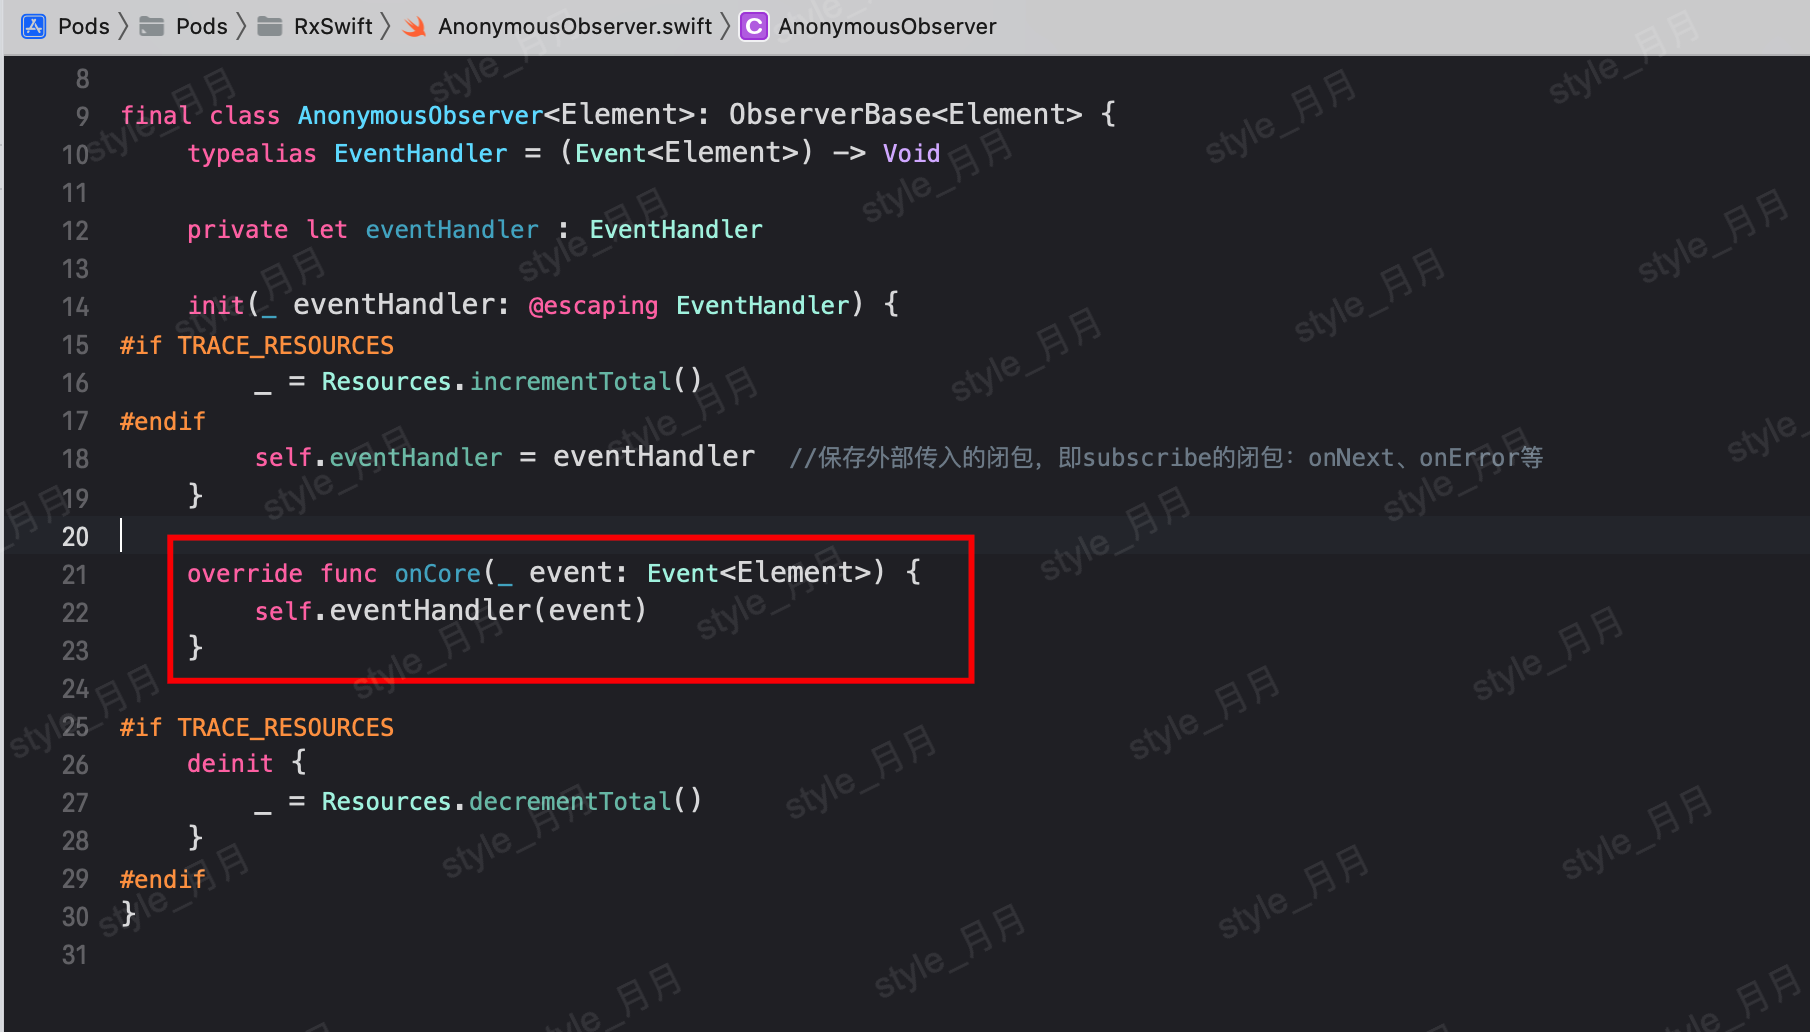 Pods 〉 Pods 〉 RxSwift 〉 AnonymousObserver.swift 〉 C AnonymousObserver
8
9 final class AnonymousObserver<Element>: ObserverBase<Element> {
10 typealias EventHandler = (Event<Element>) -> Void
11
12 private let eventHandler : EventHandler
13
14 init(_ eventHandler: @escaping EventHandler) {
15 #if TRACE_RESOURCES
16 _ = Resources.incrementTotal()
17 #endif
18 self.eventHandler = eventHandler //保存外部传入的闭包，即subscribe的闭包：onNext、onError等
19 }
20
21 override func onCore(_ event: Event<Element>) {
22 self.eventHandler(event)
23 }
24
25 #if TRACE_RESOURCES
26 deinit {
27 _ = Resources.decrementTotal()
28 }
29 #endif
30 }
31
style_月月